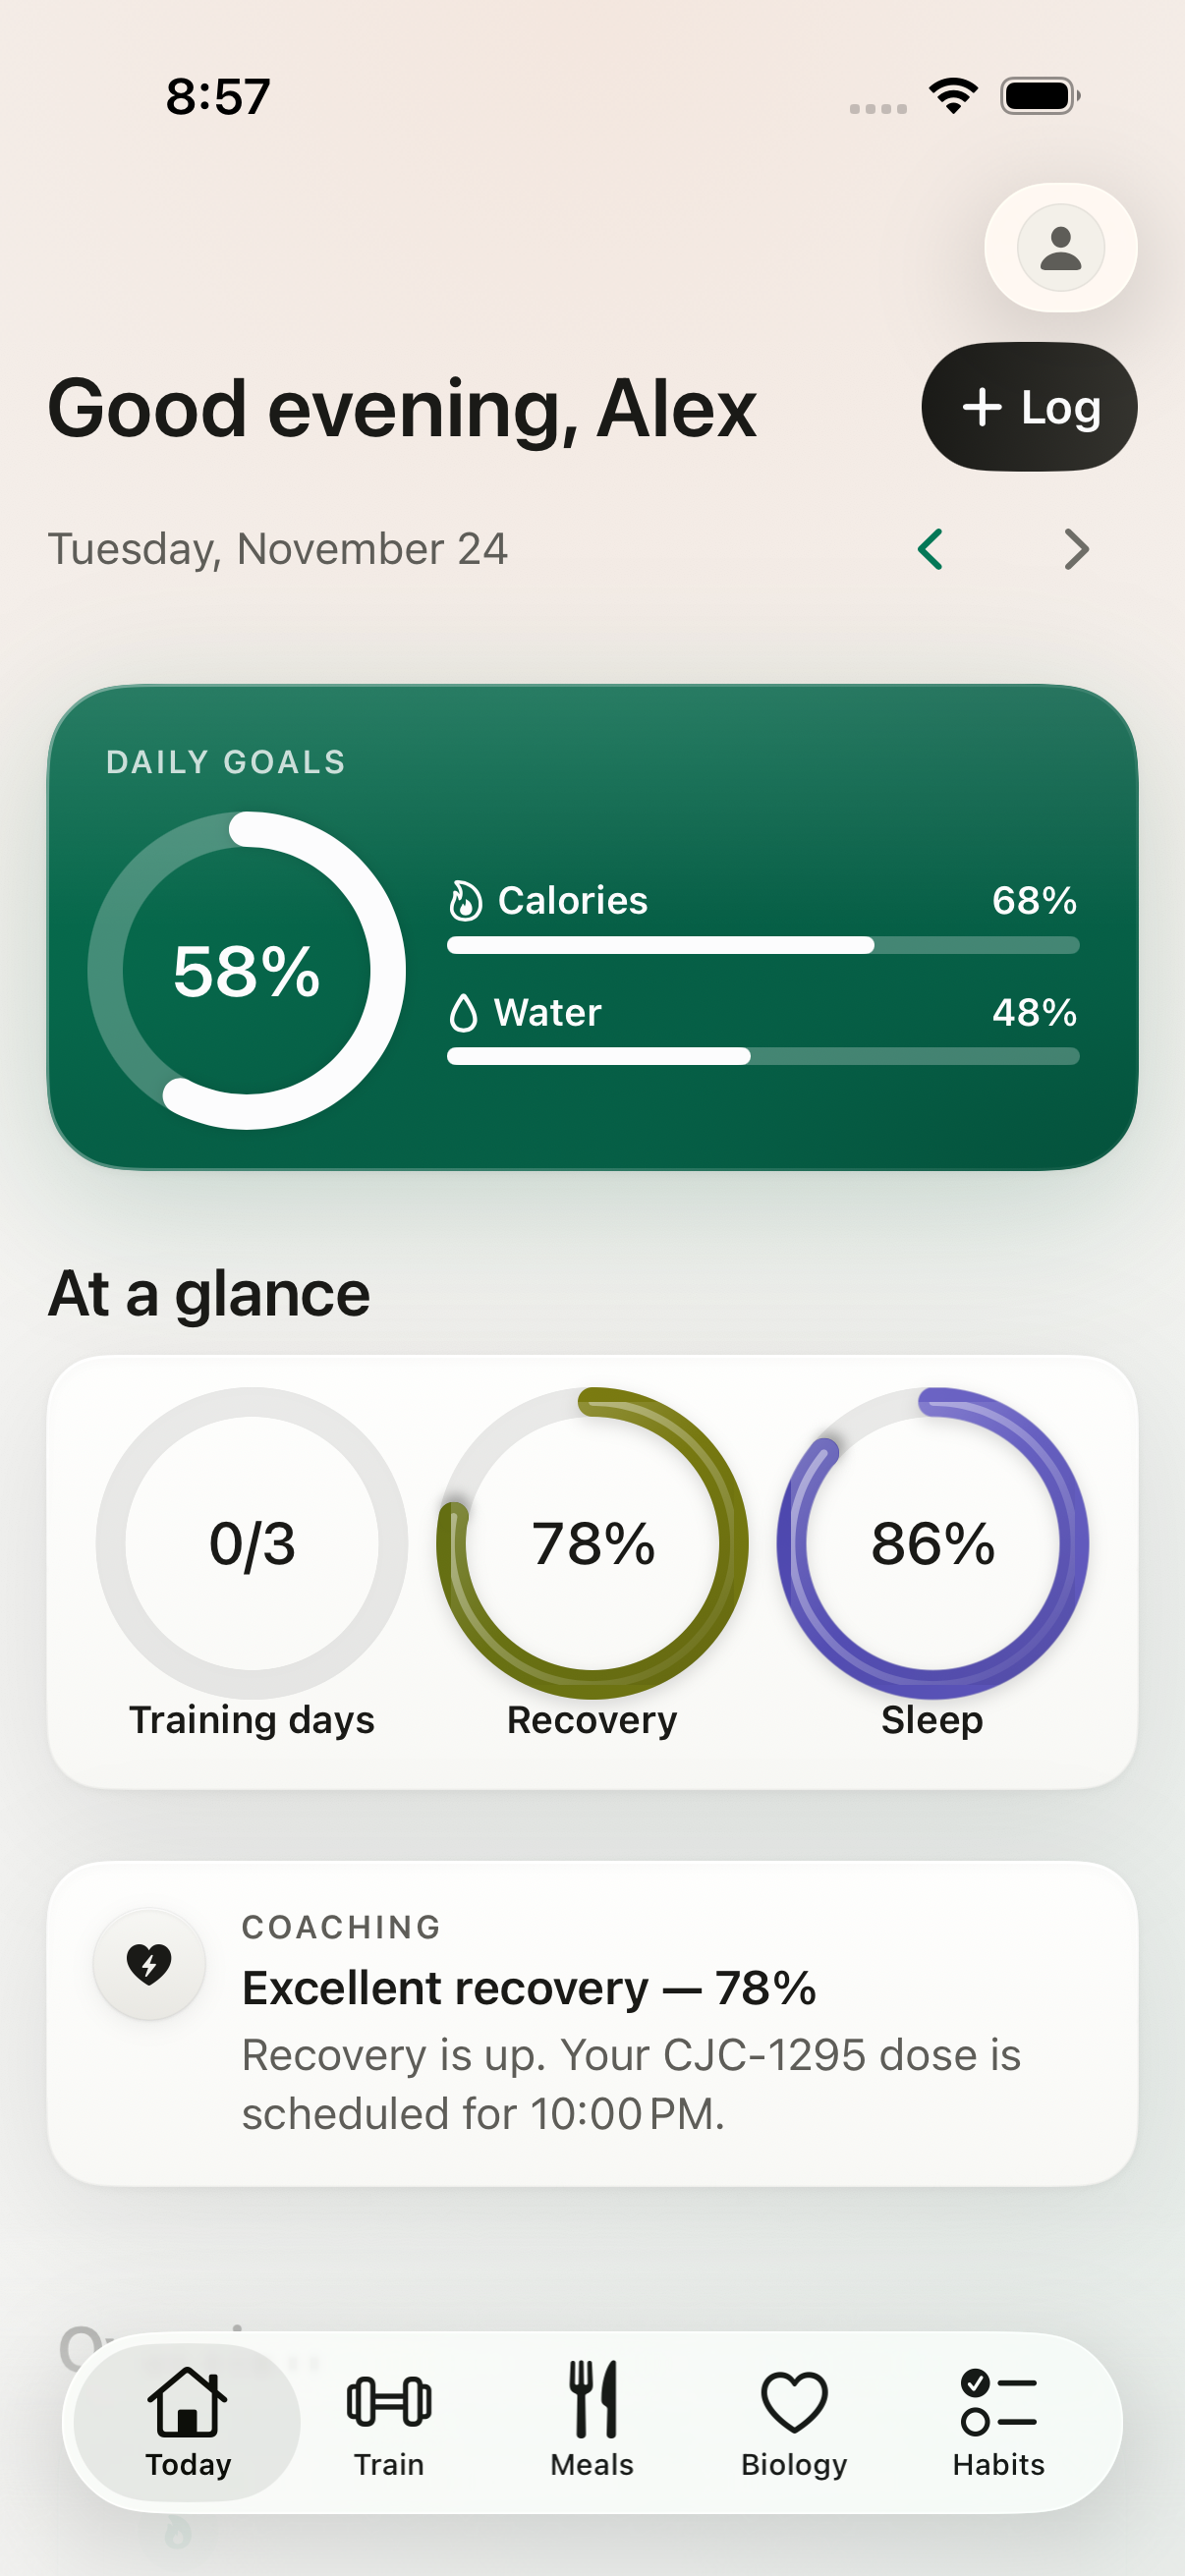 8:57
Good evening, Alex
+ Log
Tuesday, November 24
DAILY GOALS
58%
Calories 68%
Water 48%
At a glance
0/3
78%
86%
Training days
Recovery
Sleep
COACHING
Excellent recovery — 78%
Recovery is up. Your CJC-1295 dose is
scheduled for 10:00 PM.
Today
Train
Meals
Biology
Habits